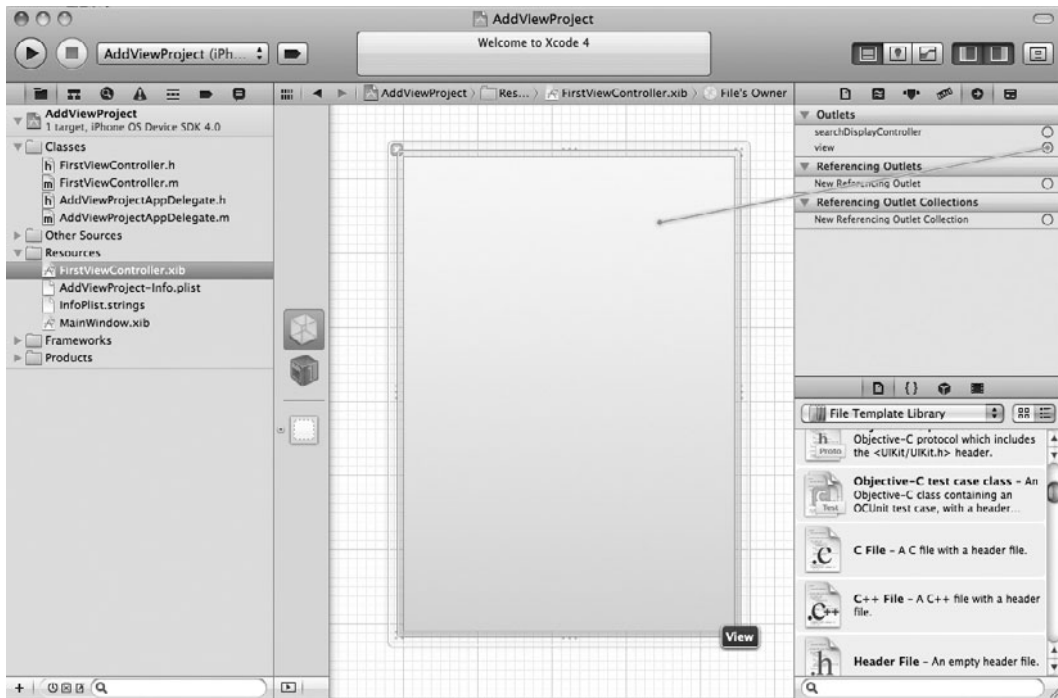 AddViewProject
AddViewProject (iPh...
Welcome to Xcode 4
AddViewProject
Res...
FirstViewController.xib
File's Owner
AddViewProject
1 target, iPhone OS Device SDK 4.0
Classes
FirstViewController.h
FirstViewController.m
AddViewProjectAppDelegate.h
AddViewProjectAppDelegate.m
Other Sources
Resources
FirstViewController.xib
AddViewProject-Info.plist
InfoPlist.strings
MainWindow.xib
Frameworks
Products
View
Outlets
searchDisplayController
view
Referencing Outlets
New Referencing Outlet
Referencing Outlet Collections
New Referencing Outlet Collection
File Template Library
h
Proto
Objective-C protocol which includes
the <UIKit/UIKit.h> header.
Test
Objective-C test case class - An
Objective-C class containing an
OCUnit test case, with a header...
.c
C File - A C file with a header file.
.C++
C++ File - A C++ file with a header
file.
h
Header File - An empty header file.